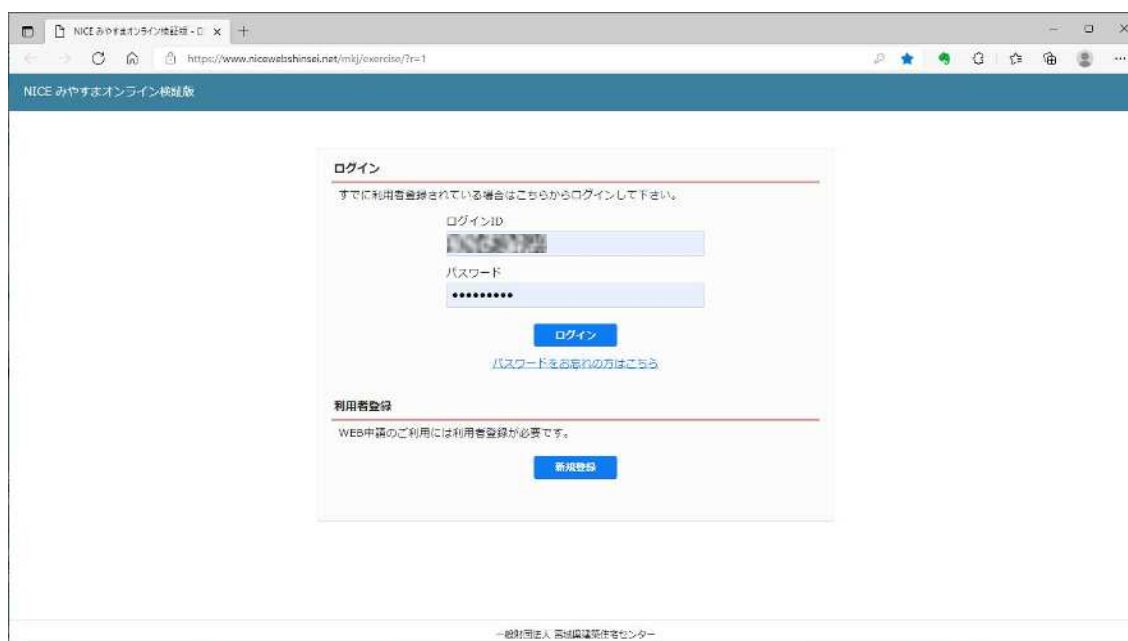 NICE みやすまオンライン検証版 - ロ
https://www.nicewebshinsei.net/mkj/exercise/?r=1
NICE みやすまオンライン検証版
ログイン
すでに利用者登録されている場合はこちらからログインして下さい。
ログインID
パスワード
•••••••••
ログイン
パスワードをお忘れの方はこちら
利用者登録
WEB申請のご利用には利用者登録が必要です。
新規登録
一般財団法人 宮城県建築住宅センター